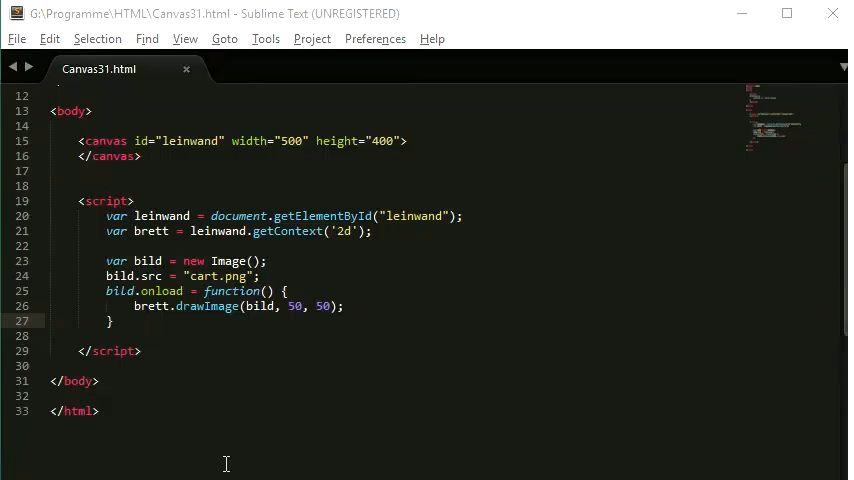 G:\Programme\HTML\Canvas31.html - Sublime Text (UNREGISTERED)
File Edit Selection Find View Goto Tools Project Preferences Help
Canvas31.html
12
13 <body>
14
15 <canvas id="leinwand" width="500" height="400">
16 </canvas>
17
18
19 <script>
20 var leinwand = document.getElementById("leinwand");
21 var brett = leinwand.getContext('2d');
22
23 var bild = new Image();
24 bild.src = "cart.png";
25 bild.onload = function() {
26 brett.drawImage(bild, 50, 50);
27 }
28
29 </script>
30
31 </body>
32
33 </html>